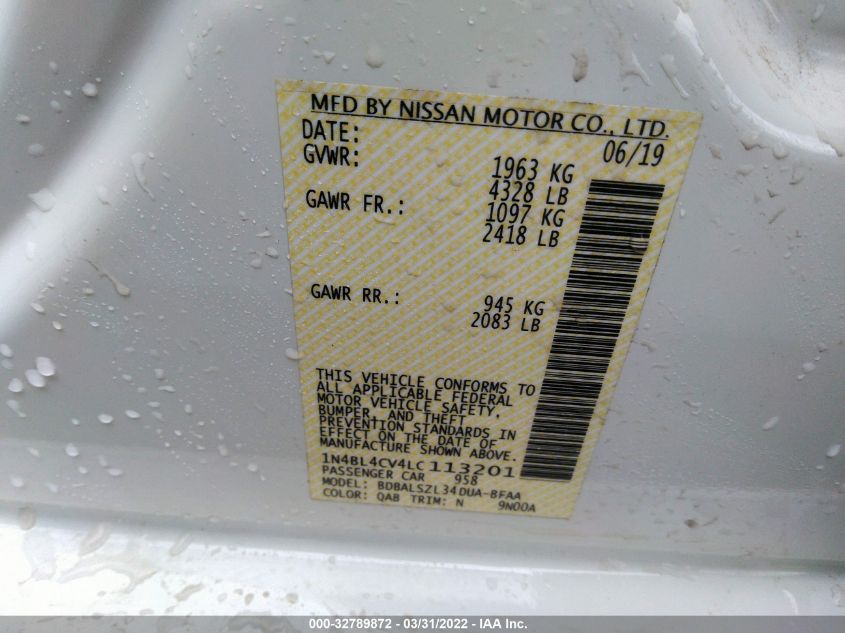 MFD BY NISSAN MOTOR CO., LTD.
DATE: 06/19
GVWR: 1963 KG
4328 LB
GAWR FR.: 1097 KG
2418 LB
GAWR RR.: 945 KG
2083 LB
THIS VEHICLE CONFORMS TO
ALL APPLICABLE FEDERAL
MOTOR VEHICLE SAFETY,
BUMPER, AND THEFT
PREVENTION STANDARDS IN
EFFECT ON THE DATE OF
MANUFACTURE SHOWN ABOVE.
1N4BL4CV4LC113201
PASSENGER CAR 958
MODEL: BDBALSZL34DUA-BFAA
COLOR: QAB TRIM: N 9N00A
000-32789872 - 03/31/2022 - IAA Inc.